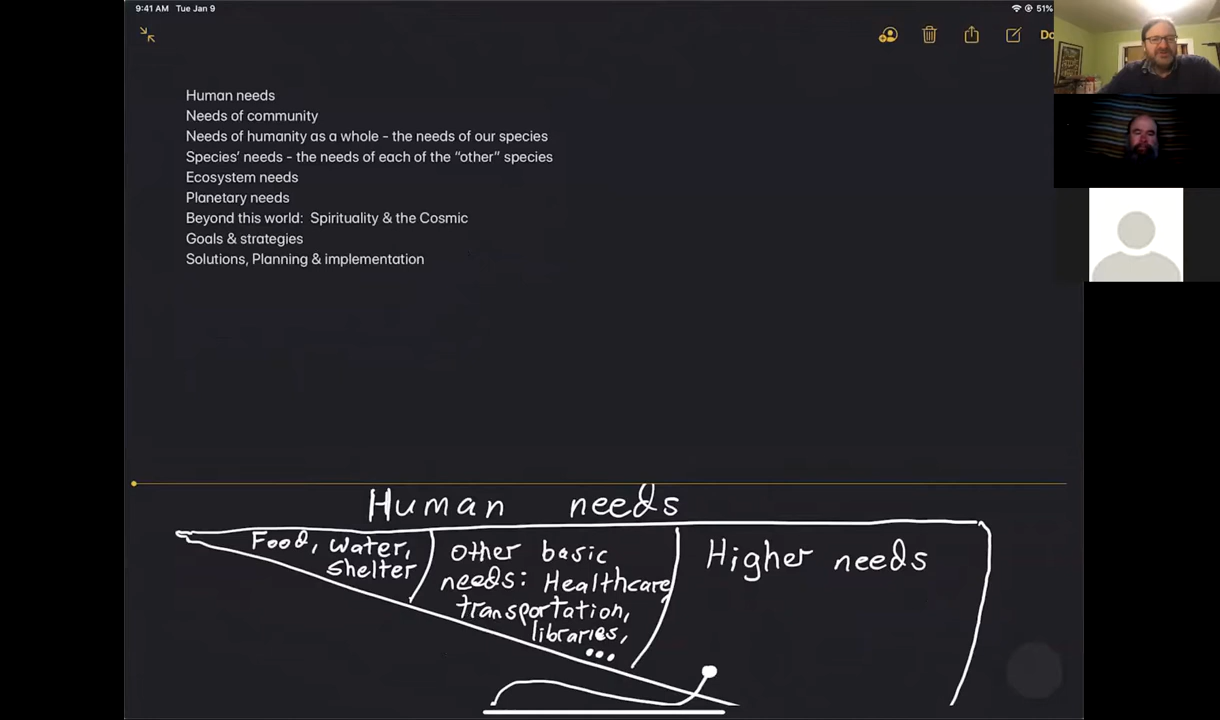 9:41 AM Tue Jan 9
51%
Do
Human needs
Needs of community
Needs of humanity as a whole - the needs of our species
Species' needs - the needs of each of the "other" species
Ecosystem needs
Planetary needs
Beyond this world: Spirituality & the Cosmic
Goals & strategies
Solutions, Planning & implementation
Human needs
Food, water,
shelter
other basic
needs: Healthcare
transportation,
libraries,
...
Higher needs